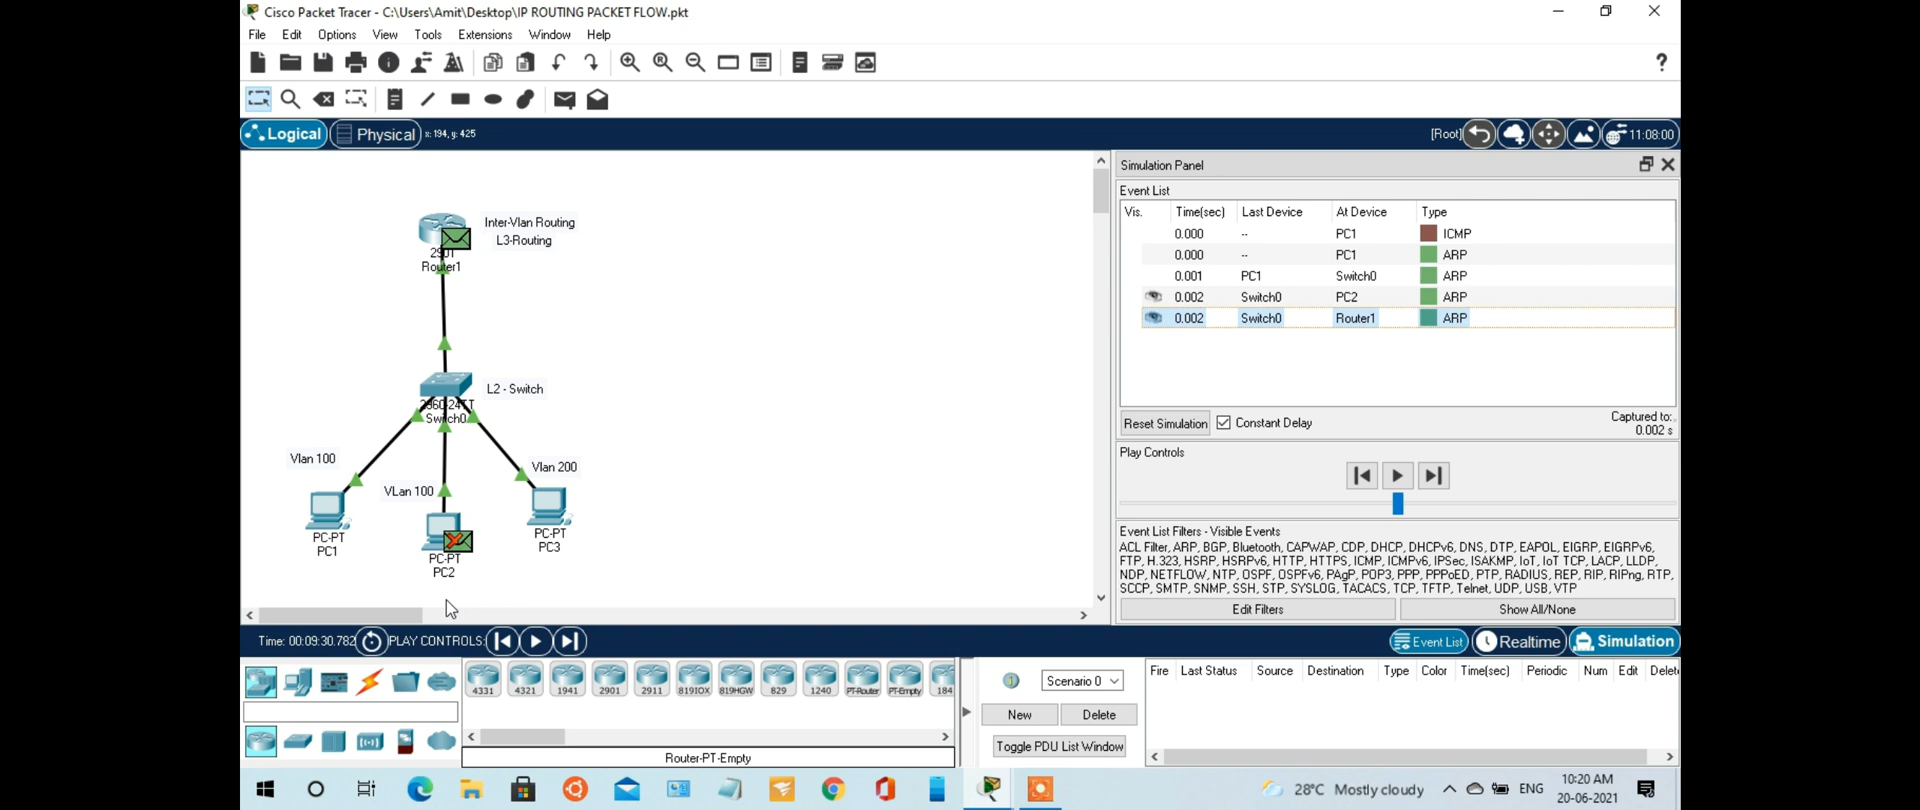 Cisco Packet Tracer - C:\Users\Amit\Desktop\IP ROUTING PACKET FLOW.pkt
File Edit Options View Tools Extensions Window Help
?
Logical Physical x: 194, y: 425
[Root] 11:08:00
Simulation Panel
Event List
Vis. Time(sec) Last Device At Device Type
0.000 -- PC1 ICMP
0.000 -- PC1 ARP
0.001 PC1 Switch0 ARP
0.002 Switch0 PC2 ARP
0.002 Switch0 Router1 ARP
Reset Simulation Constant Delay
Captured to:
0.002 s
Play Controls
Event List Filters - Visible Events
ACL Filter, ARP, BGP, Bluetooth, CAPWAP, CDP, DHCP, DHCPv6, DNS, DTP, EAPOL, EIGRP, EIGRPv6,
FTP, H.323, HSRP, HSRPv6, HTTP, HTTPS, ICMP, ICMPv6, IPSec, ISAKMP, IoT, IoT TCP, LACP, LLDP,
NDP, NETFLOW, NTP, OSPF, OSPFv6, PAgP, POP3, PPP, PPPoED, PTP, RADIUS, REP, RIP, RIPng, RTP,
SCCP, SMTP, SNMP, SSH, STP, SYSLOG, TACACS, TCP, TFTP, Telnet, UDP, USB, VTP
Edit Filters Show All/None
Inter-Vlan Routing
L3-Routing
2901
Router1
L2 - Switch
2960-24TT
Switch0
Vlan 100
VLan 100
Vlan 200
PC-PT
PC1
PC-PT
PC2
PC-PT
PC3
Time: 00:09:30.782 PLAY CONTROLS:
Event List Realtime Simulation
4331 4321 1941 2901 2911 819IOX 819HGW 829 1240 PT-Router PT-Empty 184
Router-PT-Empty
Scenario 0
New Delete
Toggle PDU List Window
Fire Last Status Source Destination Type Color Time(sec) Periodic Num Edit Delet
28°C Mostly cloudy ENG
10:20 AM
20-06-2021